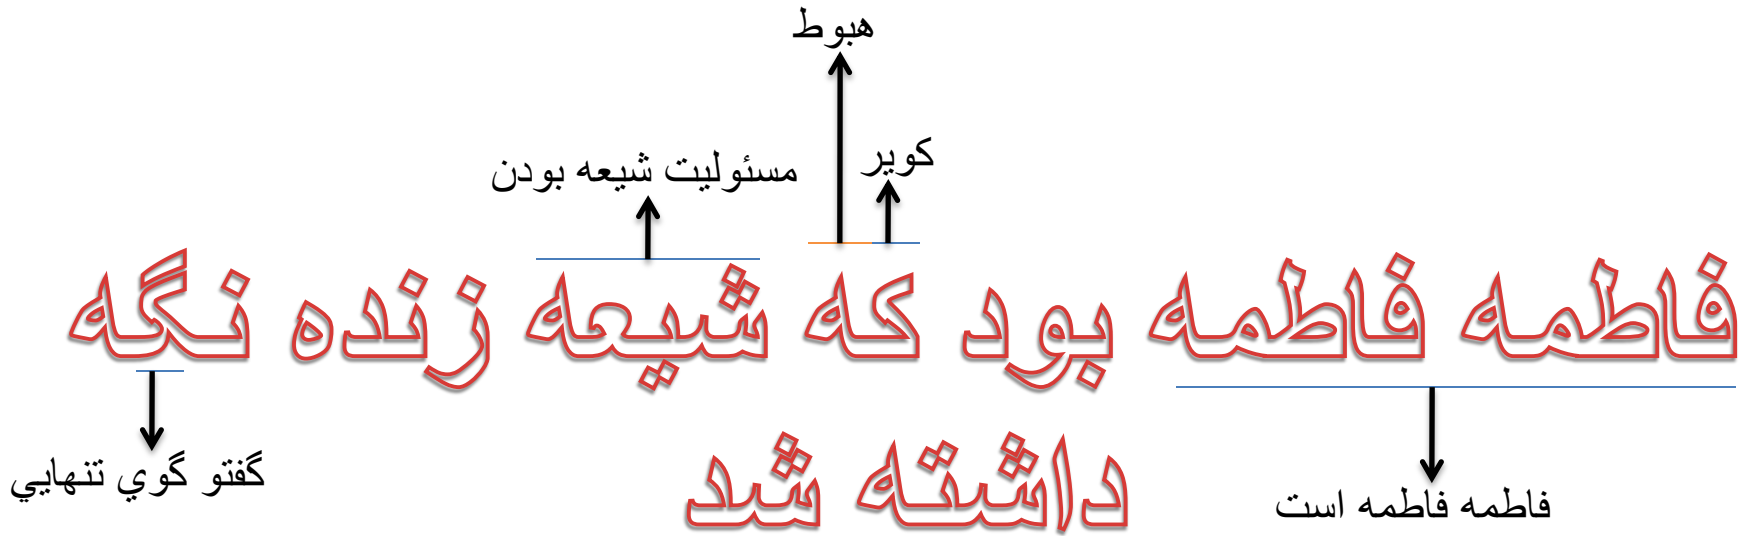 هبوط
کویر
مسئولیت شیعه بودن
فاطمه فاطمه بود که شیعه زنده نگه
داشته شد
گفتو گوي تنهايي
فاطمه فاطمه است